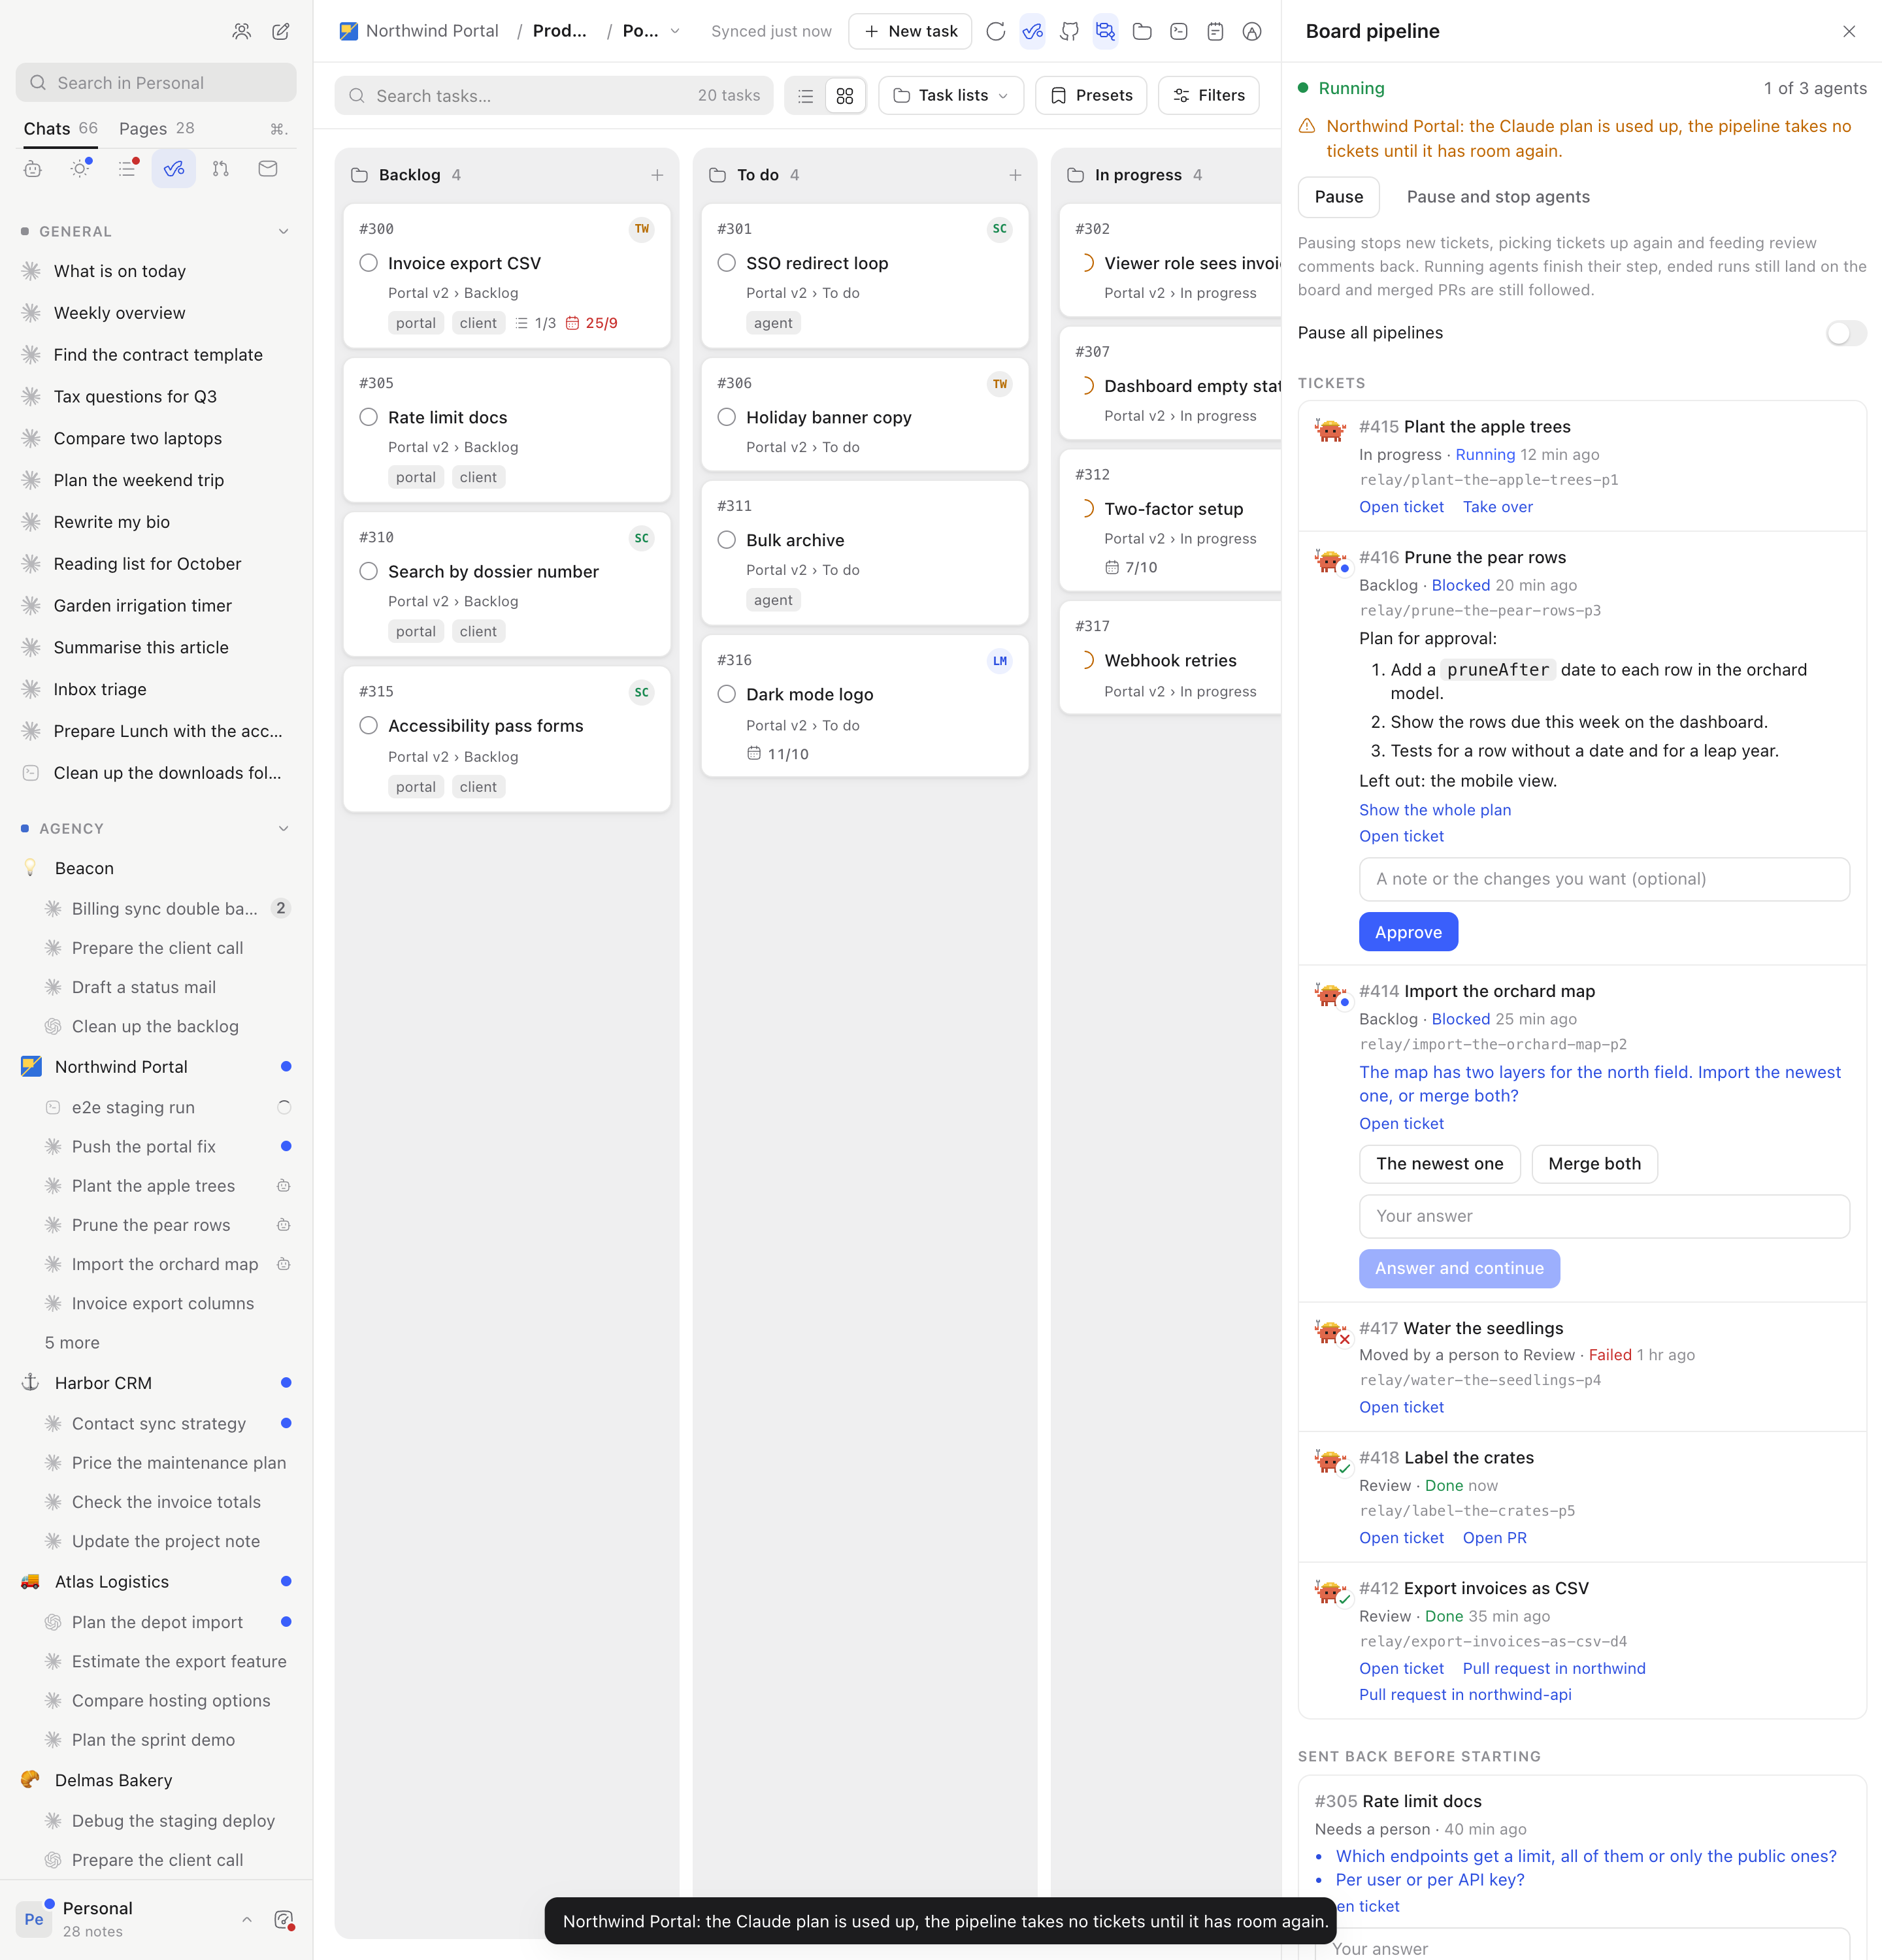 Search in Personal
Chats 66 Pages 28 ⌘.
GENERAL
What is on today
Weekly overview
Find the contract template
Tax questions for Q3
Compare two laptops
Plan the weekend trip
Rewrite my bio
Reading list for October
Garden irrigation timer
Summarise this article
Inbox triage
Prepare Lunch with the acc...
Clean up the downloads fol...
AGENCY
Beacon
Billing sync double ba... 2
Prepare the client call
Draft a status mail
Clean up the backlog
Northwind Portal
e2e staging run
Push the portal fix
Plant the apple trees
Prune the pear rows
Import the orchard map
Invoice export columns
5 more
Harbor CRM
Contact sync strategy
Price the maintenance plan
Check the invoice totals
Update the project note
Atlas Logistics
Plan the depot import
Estimate the export feature
Compare hosting options
Plan the sprint demo
Delmas Bakery
Debug the staging deploy
Prepare the client call
Pe Personal
28 notes
Northwind Portal / Prod... / Po... Synced just now + New task
Search tasks... 20 tasks Task lists Presets Filters
Backlog 4
#300 TW
Invoice export CSV
Portal v2 › Backlog
portal client 1/3 25/9
#305
Rate limit docs
Portal v2 › Backlog
portal client
#310 SC
Search by dossier number
Portal v2 › Backlog
portal client
#315 SC
Accessibility pass forms
Portal v2 › Backlog
portal client
To do 4
#301 SC
SSO redirect loop
Portal v2 › To do
agent
#306 TW
Holiday banner copy
Portal v2 › To do
#311
Bulk archive
Portal v2 › To do
agent
#316 LM
Dark mode logo
Portal v2 › To do
11/10
In progress 4
#302
Viewer role sees invoi
Portal v2 › In progress
#307
Dashboard empty stat
Portal v2 › In progress
#312
Two-factor setup
Portal v2 › In progress
7/10
#317
Webhook retries
Portal v2 › In progress
Board pipeline
Running 1 of 3 agents
Northwind Portal: the Claude plan is used up, the pipeline takes no
tickets until it has room again.
Pause Pause and stop agents
Pausing stops new tickets, picking tickets up again and feeding review
comments back. Running agents finish their step, ended runs still land on the
board and merged PRs are still followed.
Pause all pipelines
TICKETS
#415 Plant the apple trees
In progress · Running 12 min ago
relay/plant-the-apple-trees-p1
Open ticket Take over
#416 Prune the pear rows
Backlog · Blocked 20 min ago
relay/prune-the-pear-rows-p3
Plan for approval:
1. Add a pruneAfter date to each row in the orchard
model.
2. Show the rows due this week on the dashboard.
3. Tests for a row without a date and for a leap year.
Left out: the mobile view.
Show the whole plan
Open ticket
A note or the changes you want (optional)
Approve
#414 Import the orchard map
Backlog · Blocked 25 min ago
relay/import-the-orchard-map-p2
The map has two layers for the north field. Import the newest
one, or merge both?
Open ticket
The newest one Merge both
Your answer
Answer and continue
#417 Water the seedlings
Moved by a person to Review · Failed 1 hr ago
relay/water-the-seedlings-p4
Open ticket
#418 Label the crates
Review · Done now
relay/label-the-crates-p5
Open ticket Open PR
#412 Export invoices as CSV
Review · Done 35 min ago
relay/export-invoices-as-csv-d4
Open ticket Pull request in northwind
Pull request in northwind-api
SENT BACK BEFORE STARTING
#305 Rate limit docs
Needs a person · 40 min ago
• Which endpoints get a limit, all of them or only the public ones?
• Per user or per API key?
en ticket
Your answer
Northwind Portal: the Claude plan is used up, the pipeline takes no tickets until it has room again.